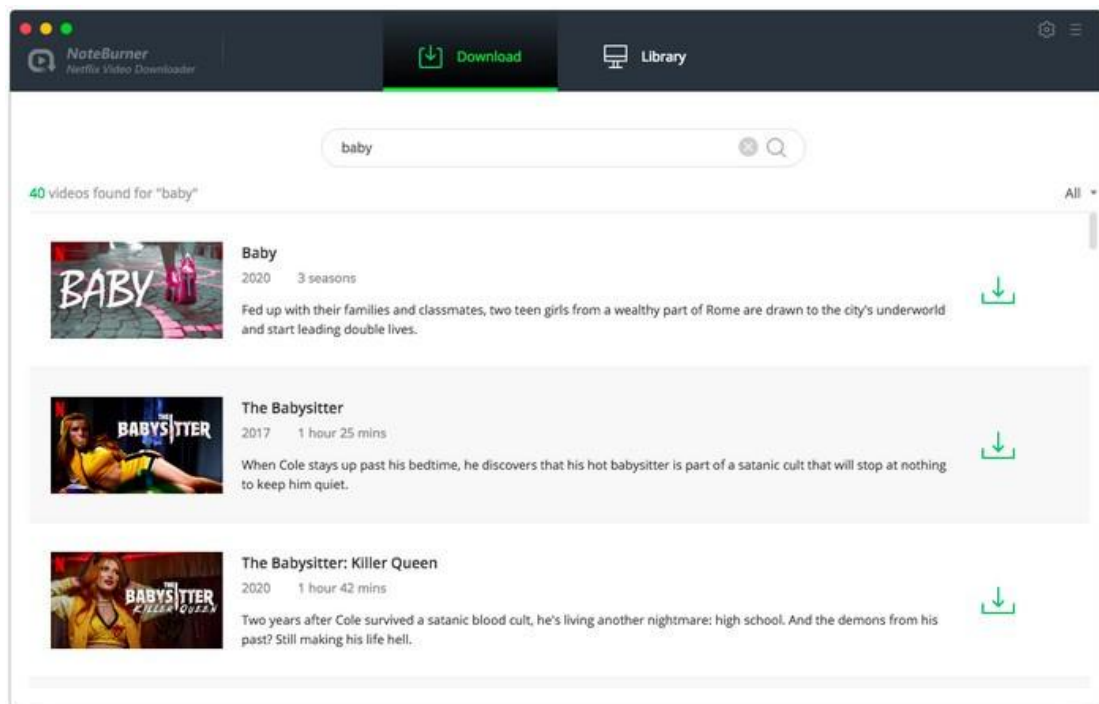 NoteBurner
Netflix Video Downloader
Download
Library
baby
40 videos found for "baby"
All
N
BABY
Baby
2020 3 seasons
Fed up with their families and classmates, two teen girls from a wealthy part of Rome are drawn to the city's underworld
and start leading double lives.
N
THE
BABYSITTER
The Babysitter
2017 1 hour 25 mins
When Cole stays up past his bedtime, he discovers that his hot babysitter is part of a satanic cult that will stop at nothing
to keep him quiet.
N
THE
BABYSITTER
KILLER QUEEN
The Babysitter: Killer Queen
2020 1 hour 42 mins
Two years after Cole survived a satanic blood cult, he's living another nightmare: high school. And the demons from his
past? Still making his life hell.